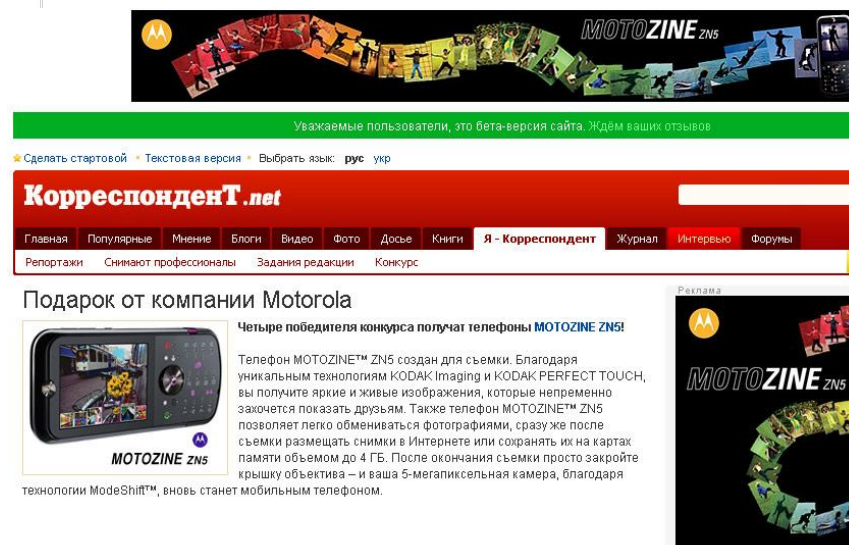 MOTOZINE ZN5
Уважаемые пользователи, это бета-версия сайта. Ждём ваших отзывов
Сделать стартовой • Текстовая версия • Выбрать язык: рус укр
КорреспонденТ.net
Главная Популярные Мнение Блоги Видео Фото Досье Книги Я - Корреспондент Журнал Интервью Форумы
Репортажи Снимают профессионалы Задания редакции Конкурс
Подарок от компании Motorola
Четыре победителя конкурса получат телефоны MOTOZINE ZN5!
Телефон MOTOZINE™ ZN5 создан для съемки. Благодаря
уникальным технологиям KODAK Imaging и KODAK PERFECT TOUCH,
вы получите яркие и живые изображения, которые непременно
захочется показать друзьям. Также телефон MOTOZINE™ ZN5
позволяет легко обмениваться фотографиями, сразу же после
съемки размещать снимки в Интернете или сохранять их на картах
памяти объемом до 4 ГБ. После окончания съемки просто закройте
крышку объектива – и ваша 5-мегапиксельная камера, благодаря
технологии ModeShift™, вновь станет мобильным телефоном.
MOTOZINE ZN5
Реклама
MOTOZINE ZN5